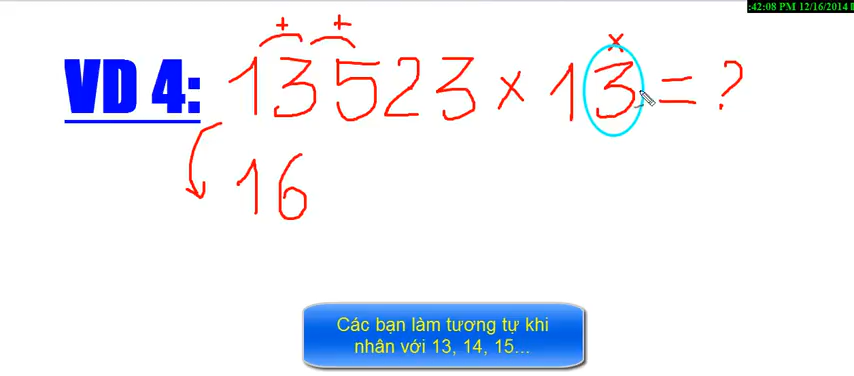 :42:08 PM 12/16/2014
+ +
VD 4: 13523 × 13 = ?
×
16
Các bạn làm tương tự khi
nhân với 13, 14, 15...